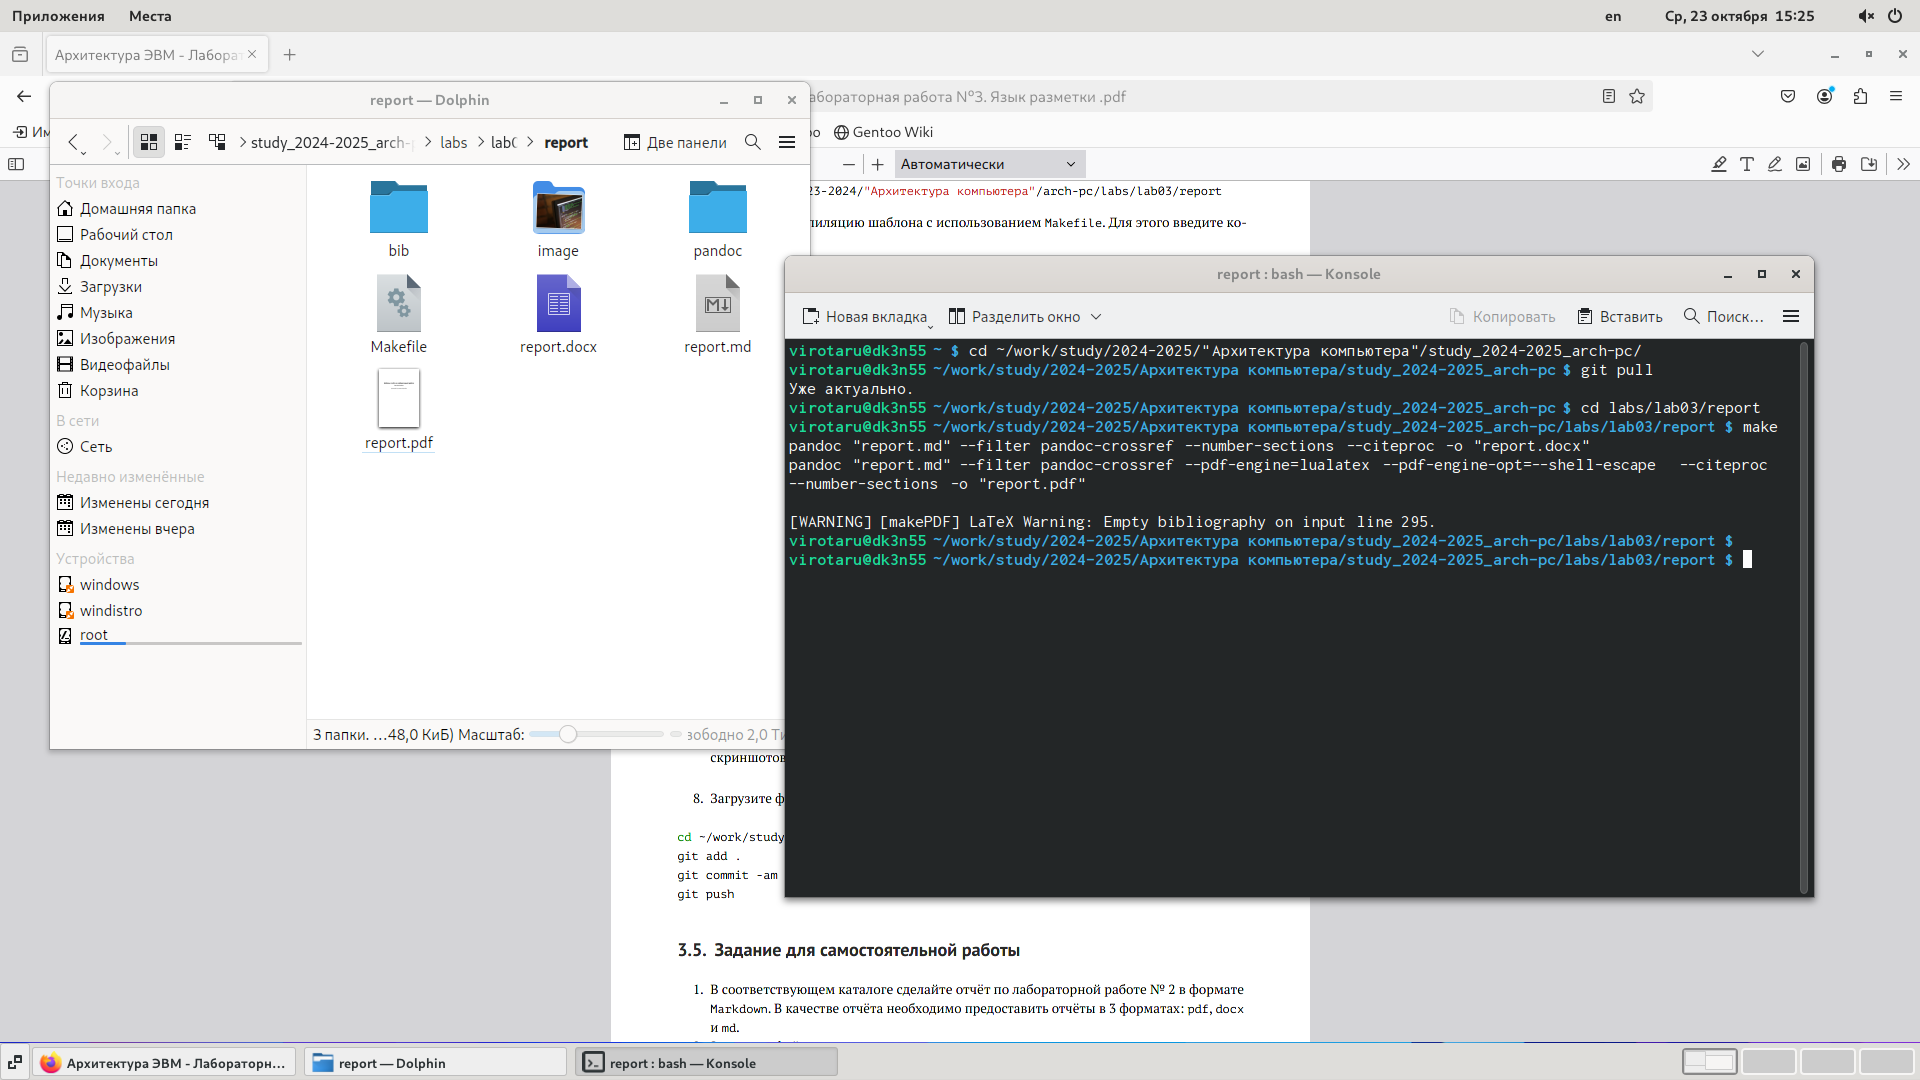 Приложения Места en Ср, 23 октября 15:25
Архитектура ЭВМ - Лаборат
лабораторная работа №3. Язык разметки .pdf
Gentoo Wiki
Автоматически
report — Dolphin
study_2024-2025_arch- labs lab0 report Две панели
Точки входа
Домашняя папка
Рабочий стол
Документы
Загрузки
Музыка
Изображения
Видеофайлы
Корзина
В сети
Сеть
Недавно изменённые
Изменены сегодня
Изменены вчера
Устройства
windows
windistro
root
bib image pandoc
Makefile report.docx report.md
report.pdf
3 папки. …48,0 КиБ) Масштаб:
23-2024/"Архитектура компьютера"/arch-pc/labs/lab03/report
шаблона с использованием Makefile. Для этого введите ко-
report : bash — Konsole
Новая вкладка Разделить окно Копировать Вставить Поиск…
virotaru@dk3n55 ~ $ cd ~/work/study/2024-2025/"Архитектура компьютера"/study_2024-2025_arch-pc/
virotaru@dk3n55 ~/work/study/2024-2025/Архитектура компьютера/study_2024-2025_arch-pc $ git pull
Уже актуально.
virotaru@dk3n55 ~/work/study/2024-2025/Архитектура компьютера/study_2024-2025_arch-pc $ cd labs/lab03/report
virotaru@dk3n55 ~/work/study/2024-2025/Архитектура компьютера/study_2024-2025_arch-pc/labs/lab03/report $ make
pandoc "report.md" --filter pandoc-crossref --number-sections --citeproc -o "report.docx"
pandoc "report.md" --filter pandoc-crossref --pdf-engine=lualatex --pdf-engine-opt=--shell-escape --citeproc
--number-sections -o "report.pdf"
[WARNING] [makePDF] LaTeX Warning: Empty bibliography on input line 295.
virotaru@dk3n55 ~/work/study/2024-2025/Архитектура компьютера/study_2024-2025_arch-pc/labs/lab03/report $
virotaru@dk3n55 ~/work/study/2024-2025/Архитектура компьютера/study_2024-2025_arch-pc/labs/lab03/report $
скриншотов
8. Загрузите ф
cd ~/work/study
git add .
git commit -am
git push
3.5. Задание для самостоятельной работы
1. В соответствующем каталоге сделайте отчёт по лабораторной работе № 2 в формате
Markdown. В качестве отчёта необходимо предоставить отчёты в 3 форматах: pdf, docx
и md.
Архитектура ЭВМ - Лабораторн… report — Dolphin report : bash — Konsole